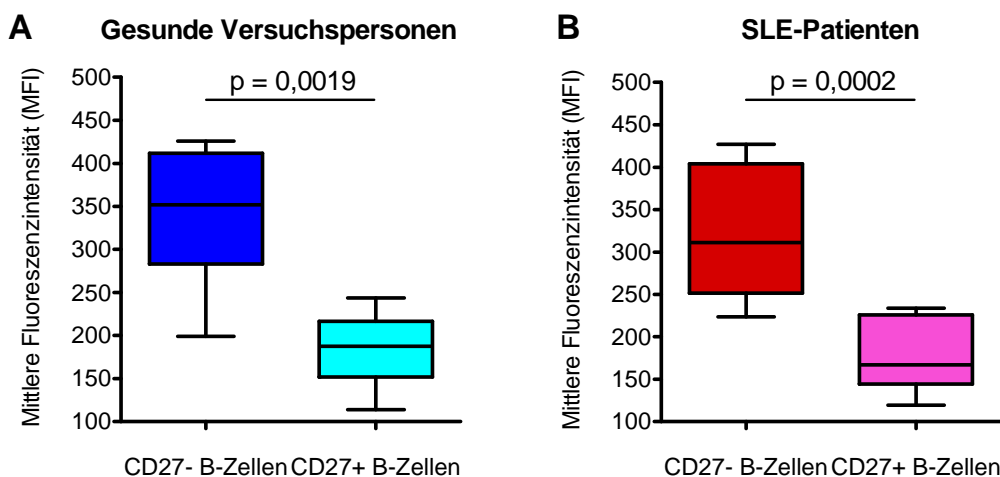 A
Gesunde Versuchspersonen
Mittlere Fluoreszenzintensität (MFI)
500
450
400
350
300
250
200
150
100
p = 0,0019
CD27- B-Zellen
CD27+ B-Zellen
B
SLE-Patienten
Mittlere Fluoreszenzintensität (MFI)
500
450
400
350
300
250
200
150
100
p = 0,0002
CD27- B-Zellen
CD27+ B-Zellen